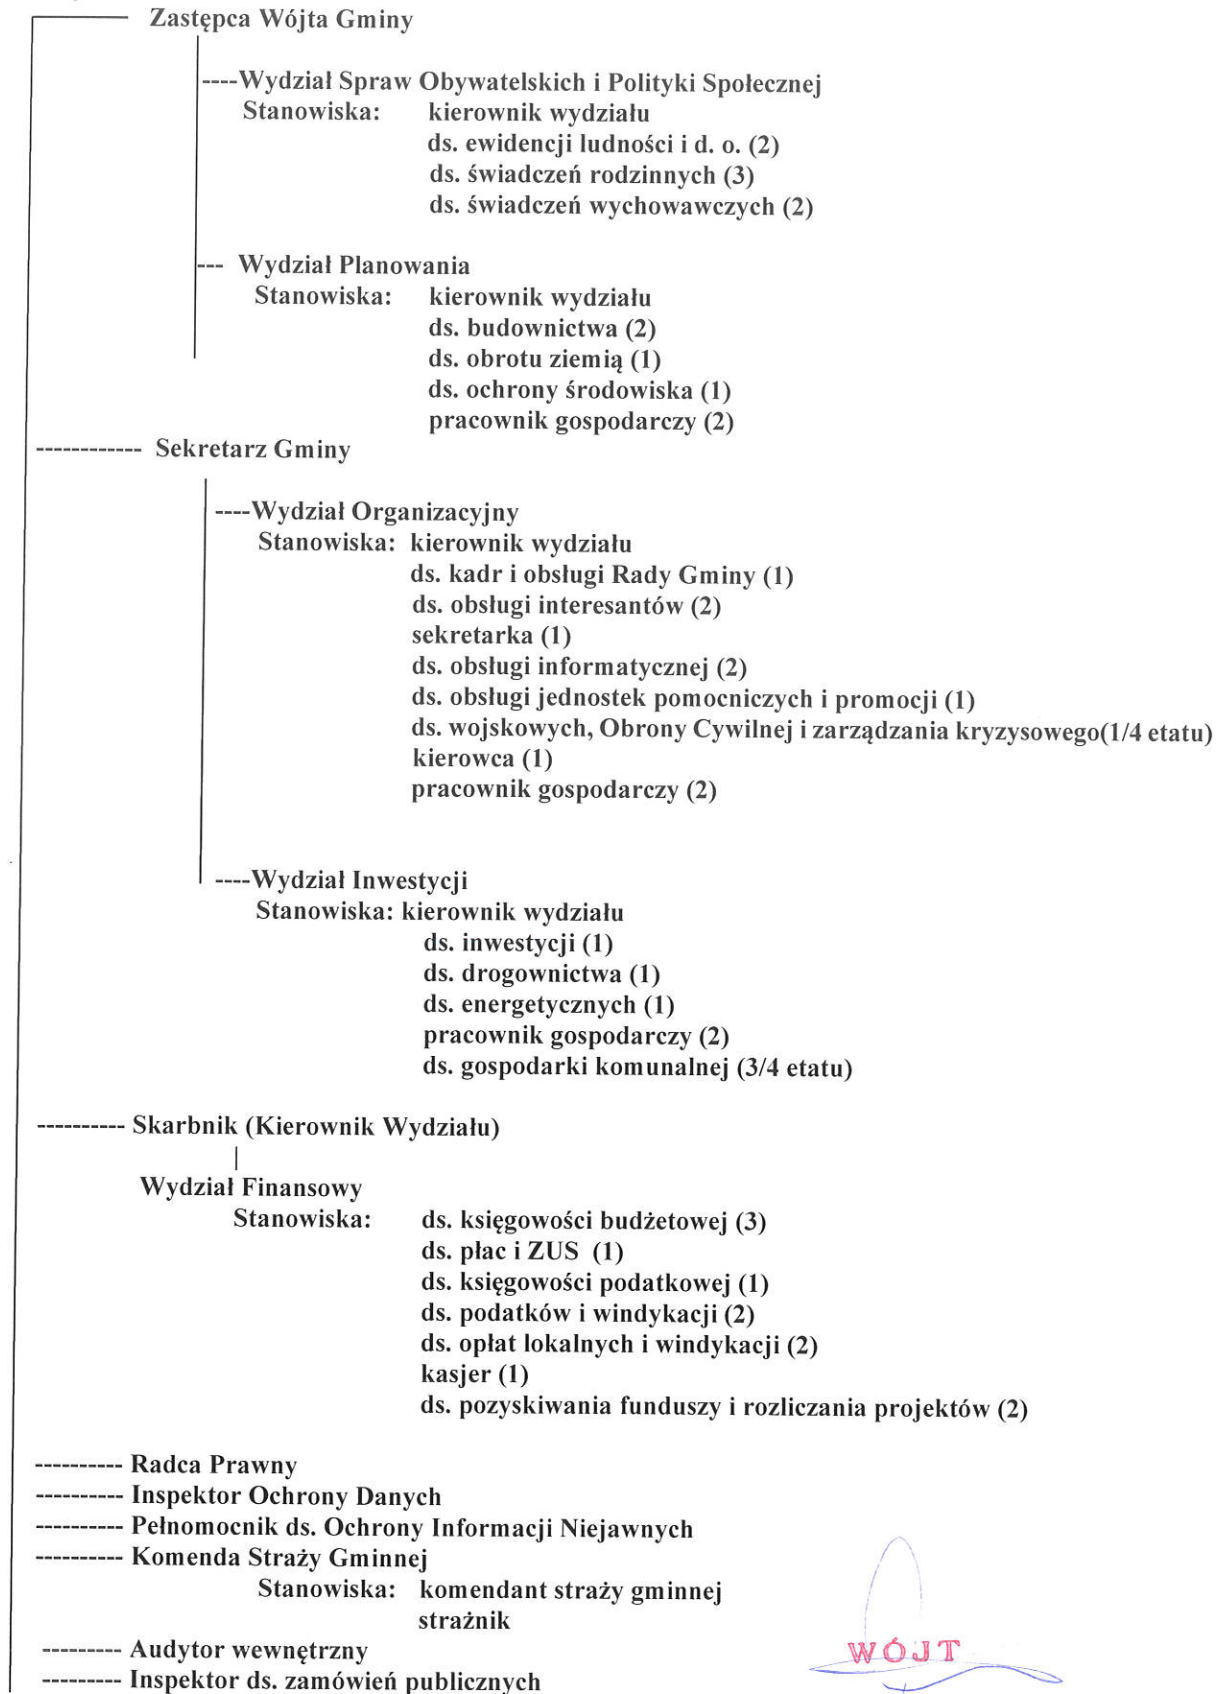 Zastępca Wójta Gminy
----Wydział Spraw Obywatelskich i Polityki Społecznej
Stanowiska: kierownik wydziału
ds. ewidencji ludności i d. o. (2)
ds. świadczeń rodzinnych (3)
ds. świadczeń wychowawczych (2)
--- Wydział Planowania
Stanowiska: kierownik wydziału
ds. budownictwa (2)
ds. obrotu ziemią (1)
ds. ochrony środowiska (1)
pracownik gospodarczy (2)
------------ Sekretarz Gminy
----Wydział Organizacyjny
Stanowiska: kierownik wydziału
ds. kadr i obsługi Rady Gminy (1)
ds. obsługi interesantów (2)
sekretarka (1)
ds. obsługi informatycznej (2)
ds. obsługi jednostek pomocniczych i promocji (1)
ds. wojskowych, Obrony Cywilnej i zarządzania kryzysowego(1/4 etatu)
kierowca (1)
pracownik gospodarczy (2)
----Wydział Inwestycji
Stanowiska: kierownik wydziału
ds. inwestycji (1)
ds. drogownictwa (1)
ds. energetycznych (1)
pracownik gospodarczy (2)
ds. gospodarki komunalnej (3/4 etatu)
---------- Skarbnik (Kierownik Wydziału)
Wydział Finansowy
Stanowiska: ds. księgowości budżetowej (3)
ds. płac i ZUS (1)
ds. księgowości podatkowej (1)
ds. podatków i windykacji (2)
ds. opłat lokalnych i windykacji (2)
kasjer (1)
ds. pozyskiwania funduszy i rozliczania projektów (2)
---------- Radca Prawny
---------- Inspektor Ochrony Danych
---------- Pełnomocnik ds. Ochrony Informacji Niejawnych
---------- Komenda Straży Gminnej
Stanowiska: komendant straży gminnej
strażnik
--------- Audytor wewnętrzny
WÓJT
--------- Inspektor ds. zamówień publicznych